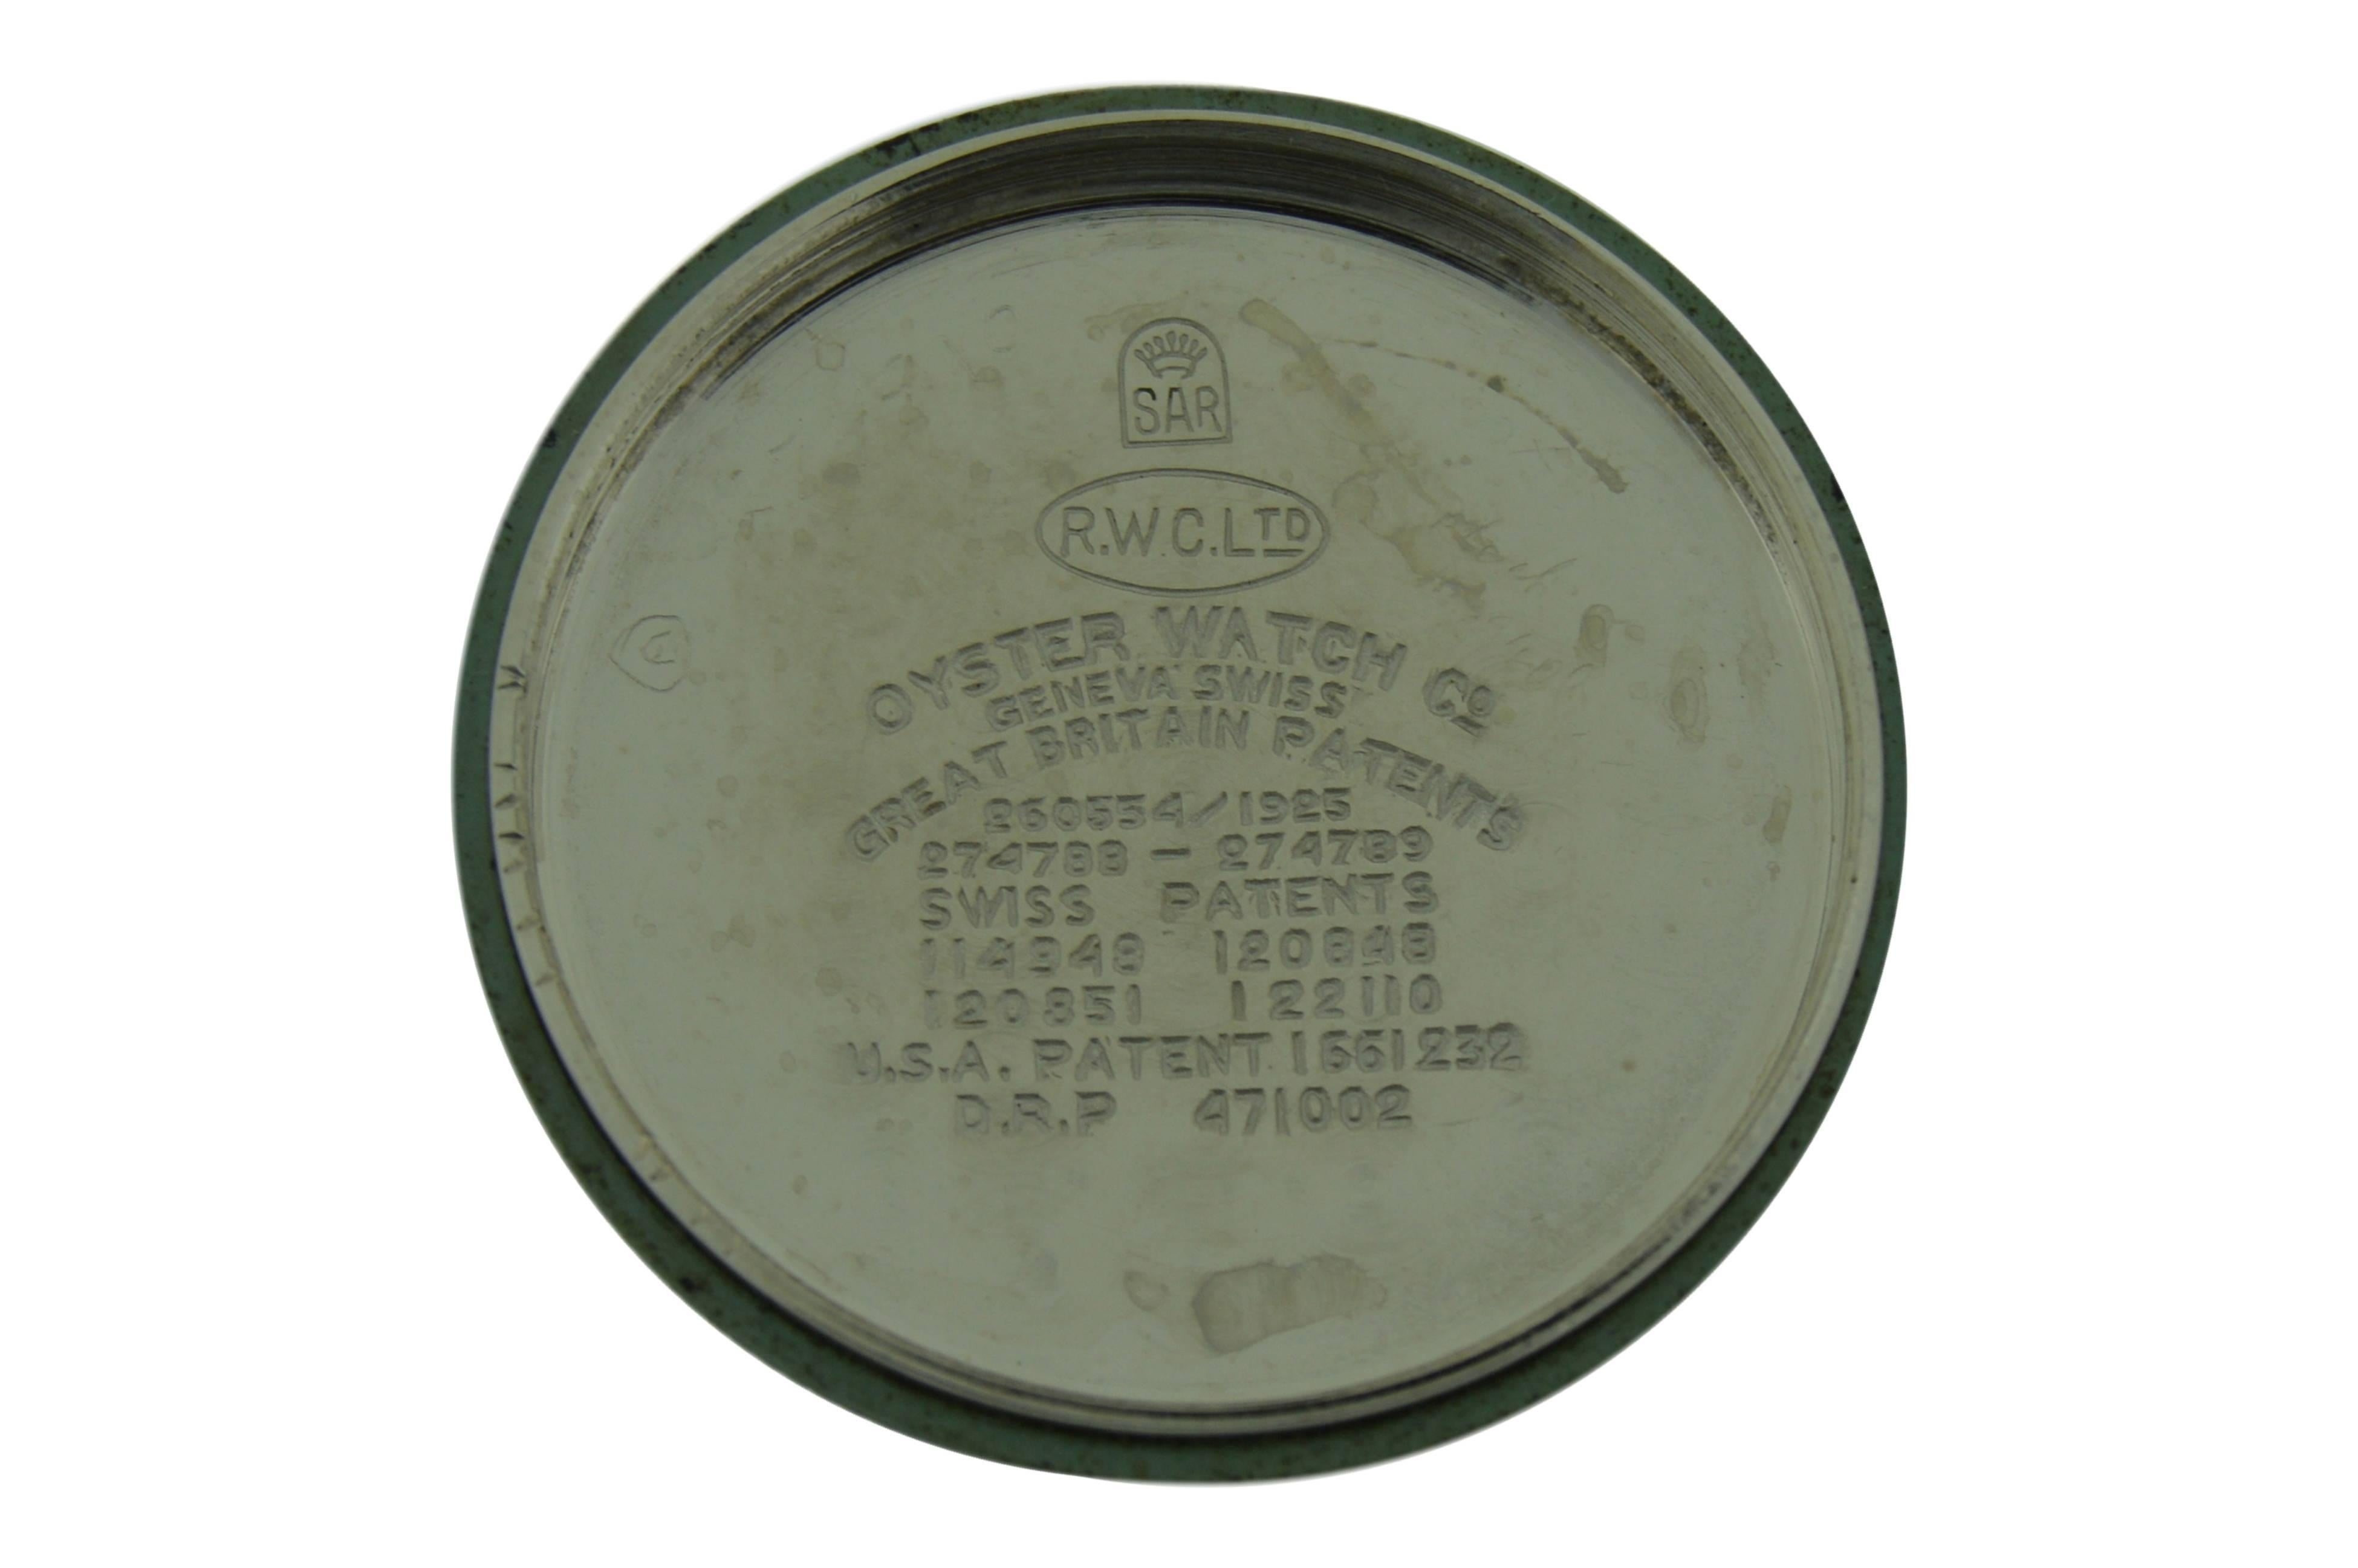 SAR
R.W.C.LTD
OYSTER WATCH Co
GENEVA SWISS
GREAT BRITAIN PATENTS
260554/1925
274788 – 274789
SWISS PATENTS
114948 120848
120851 122110
U.S.A. PATENT 1661232
D.R.P 471002